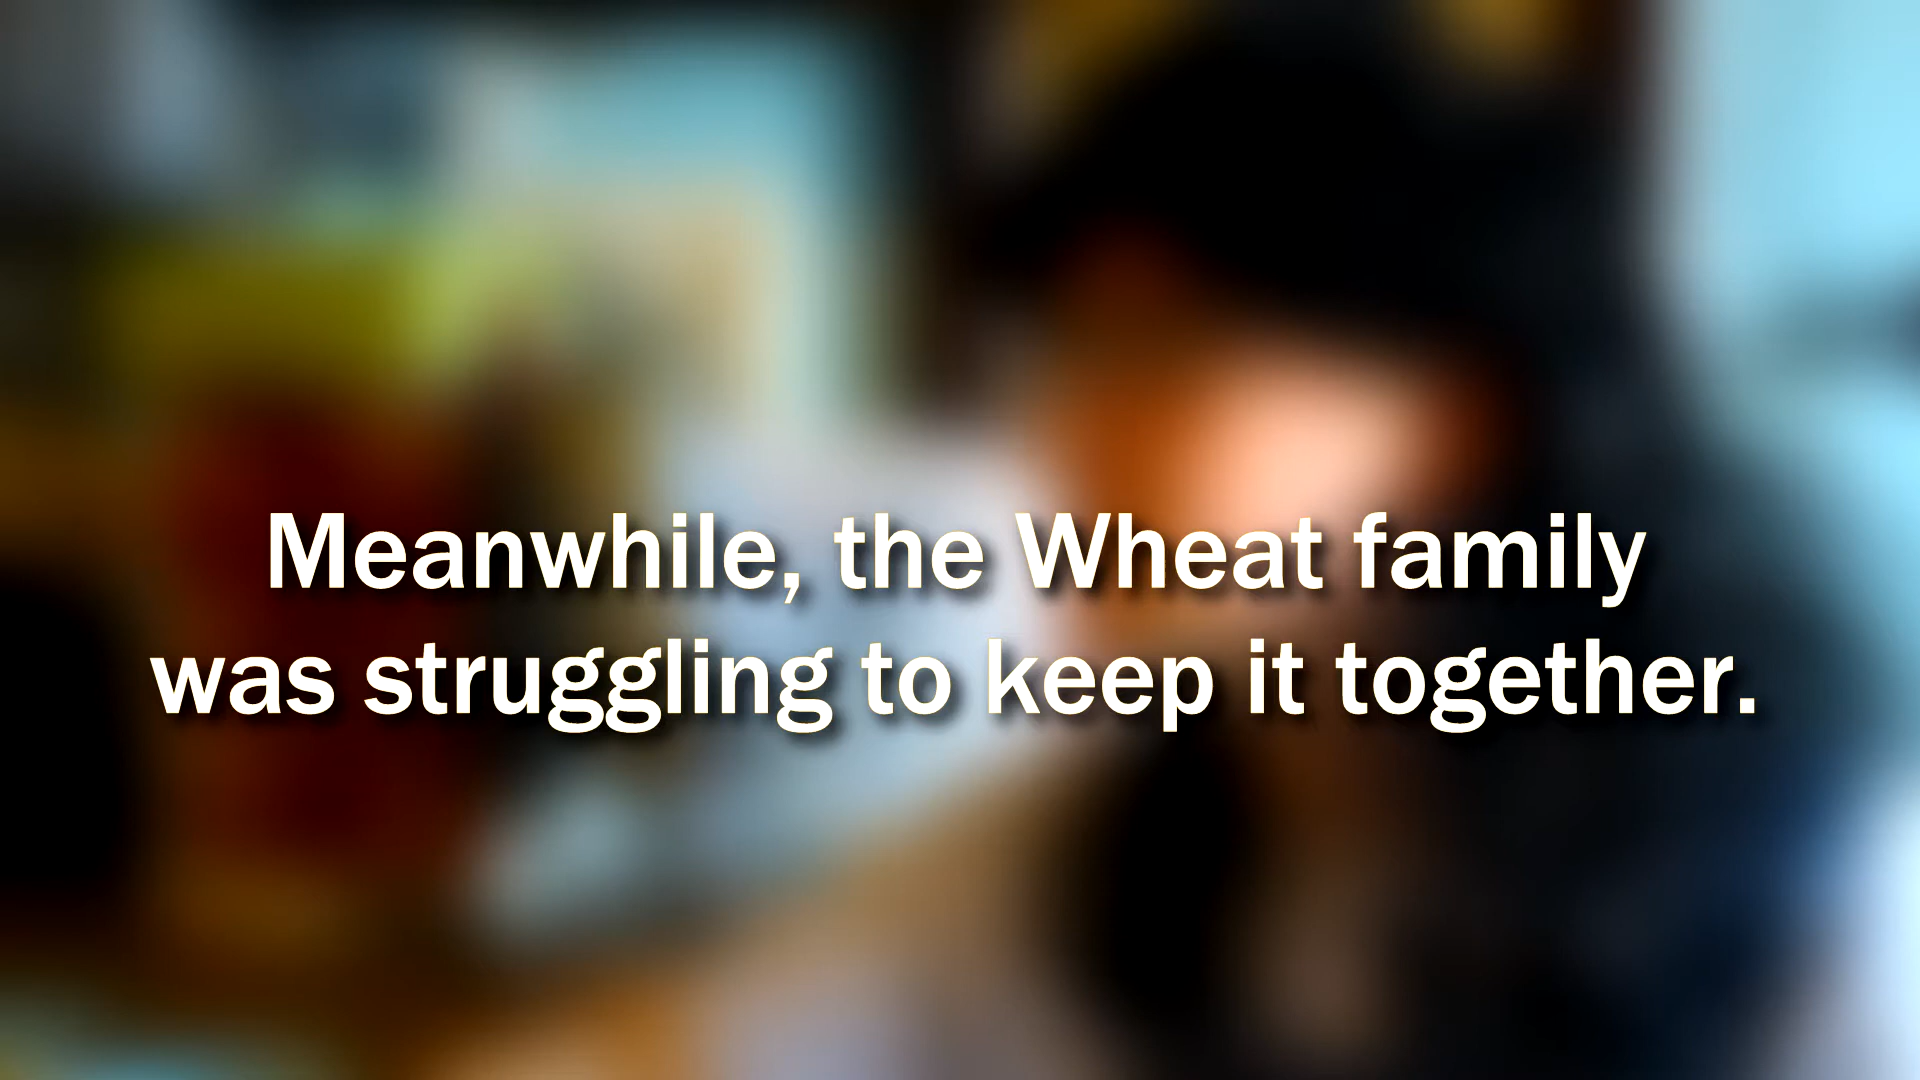 Meanwhile, the Wheat family
was struggling to keep it together.